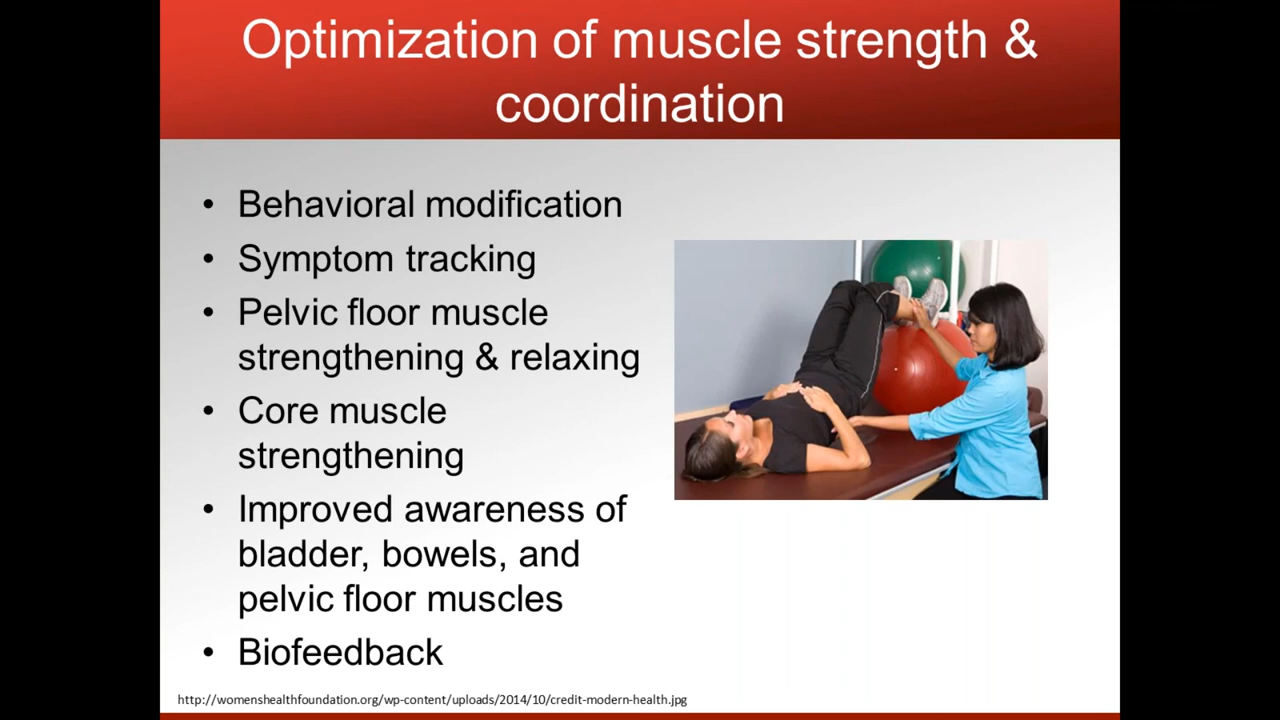 Optimization of muscle strength &
coordination
• Behavioral modification
• Symptom tracking
• Pelvic floor muscle
strengthening & relaxing
• Core muscle
strengthening
• Improved awareness of
bladder, bowels, and
pelvic floor muscles
• Biofeedback
http://womenshealthfoundation.org/wp-content/uploads/2014/10/credit-modern-health.jpg